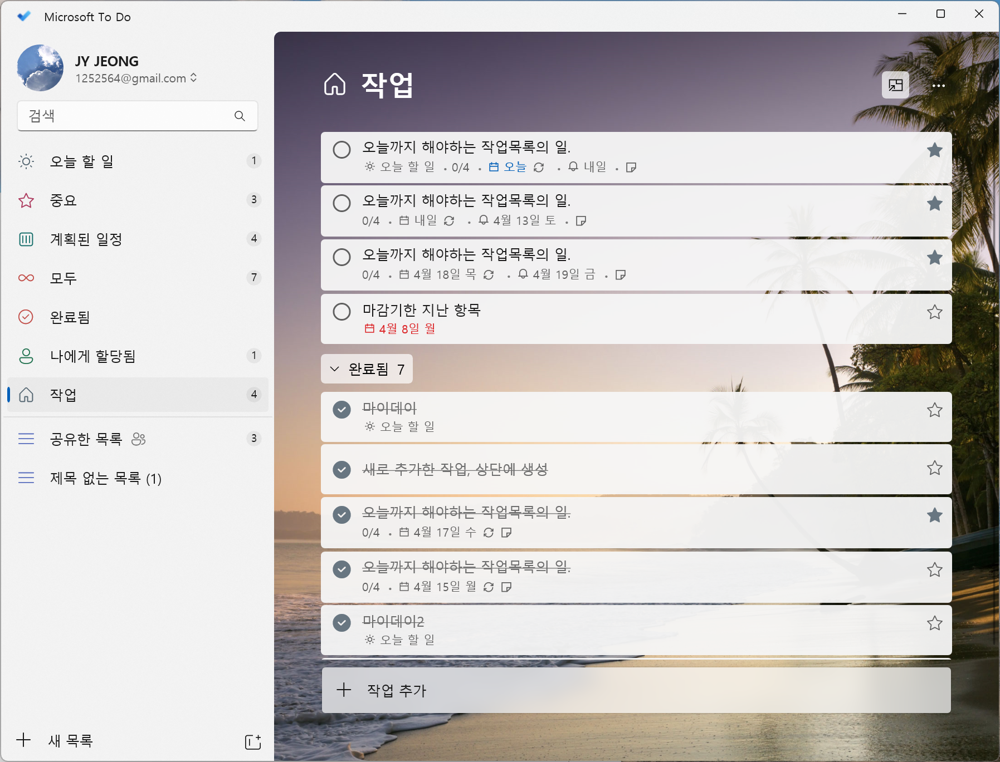 Microsoft To Do
JY JEONG
1252564@gmail.com
검색
오늘 할 일 1
중요 3
계획된 일정 4
모두 7
완료됨
나에게 할당됨 1
작업 4
공유한 목록 3
제목 없는 목록 (1)
새 목록
작업
오늘까지 해야하는 작업목록의 일.
오늘 할 일 • 0/4 • 오늘 • 내일 •
오늘까지 해야하는 작업목록의 일.
0/4 • 내일 • 4월 13일 토 •
오늘까지 해야하는 작업목록의 일.
0/4 • 4월 18일 목 • 4월 19일 금 •
마감기한 지난 항목
4월 8일 월
완료됨 7
마이데이
오늘 할 일
새로 추가한 작업, 상단에 생성
오늘까지 해야하는 작업목록의 일.
0/4 • 4월 17일 수
오늘까지 해야하는 작업목록의 일.
0/4 • 4월 15일 월
마이데이2
오늘 할 일
작업 추가